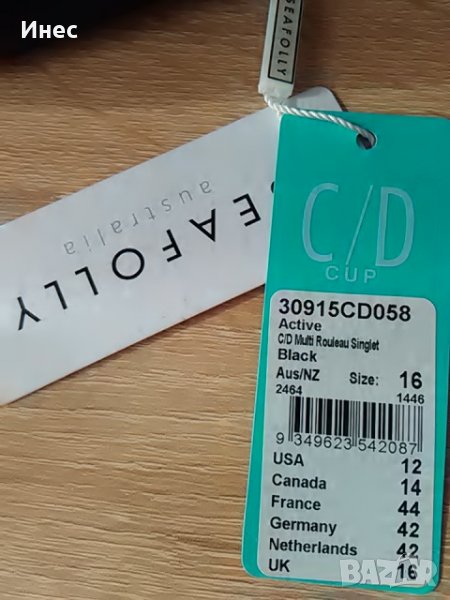 Инес
SEAFOLLY
SEAFOLLY
australia
C/D
CUP
30915CD058
Active
C/D Multi Rouleau Singlet
Black
Aus/NZ Size: 16
2464 1446
9 349623 542087
USA 12
Canada 14
France 44
Germany 42
Netherlands 42
UK 16
bazar